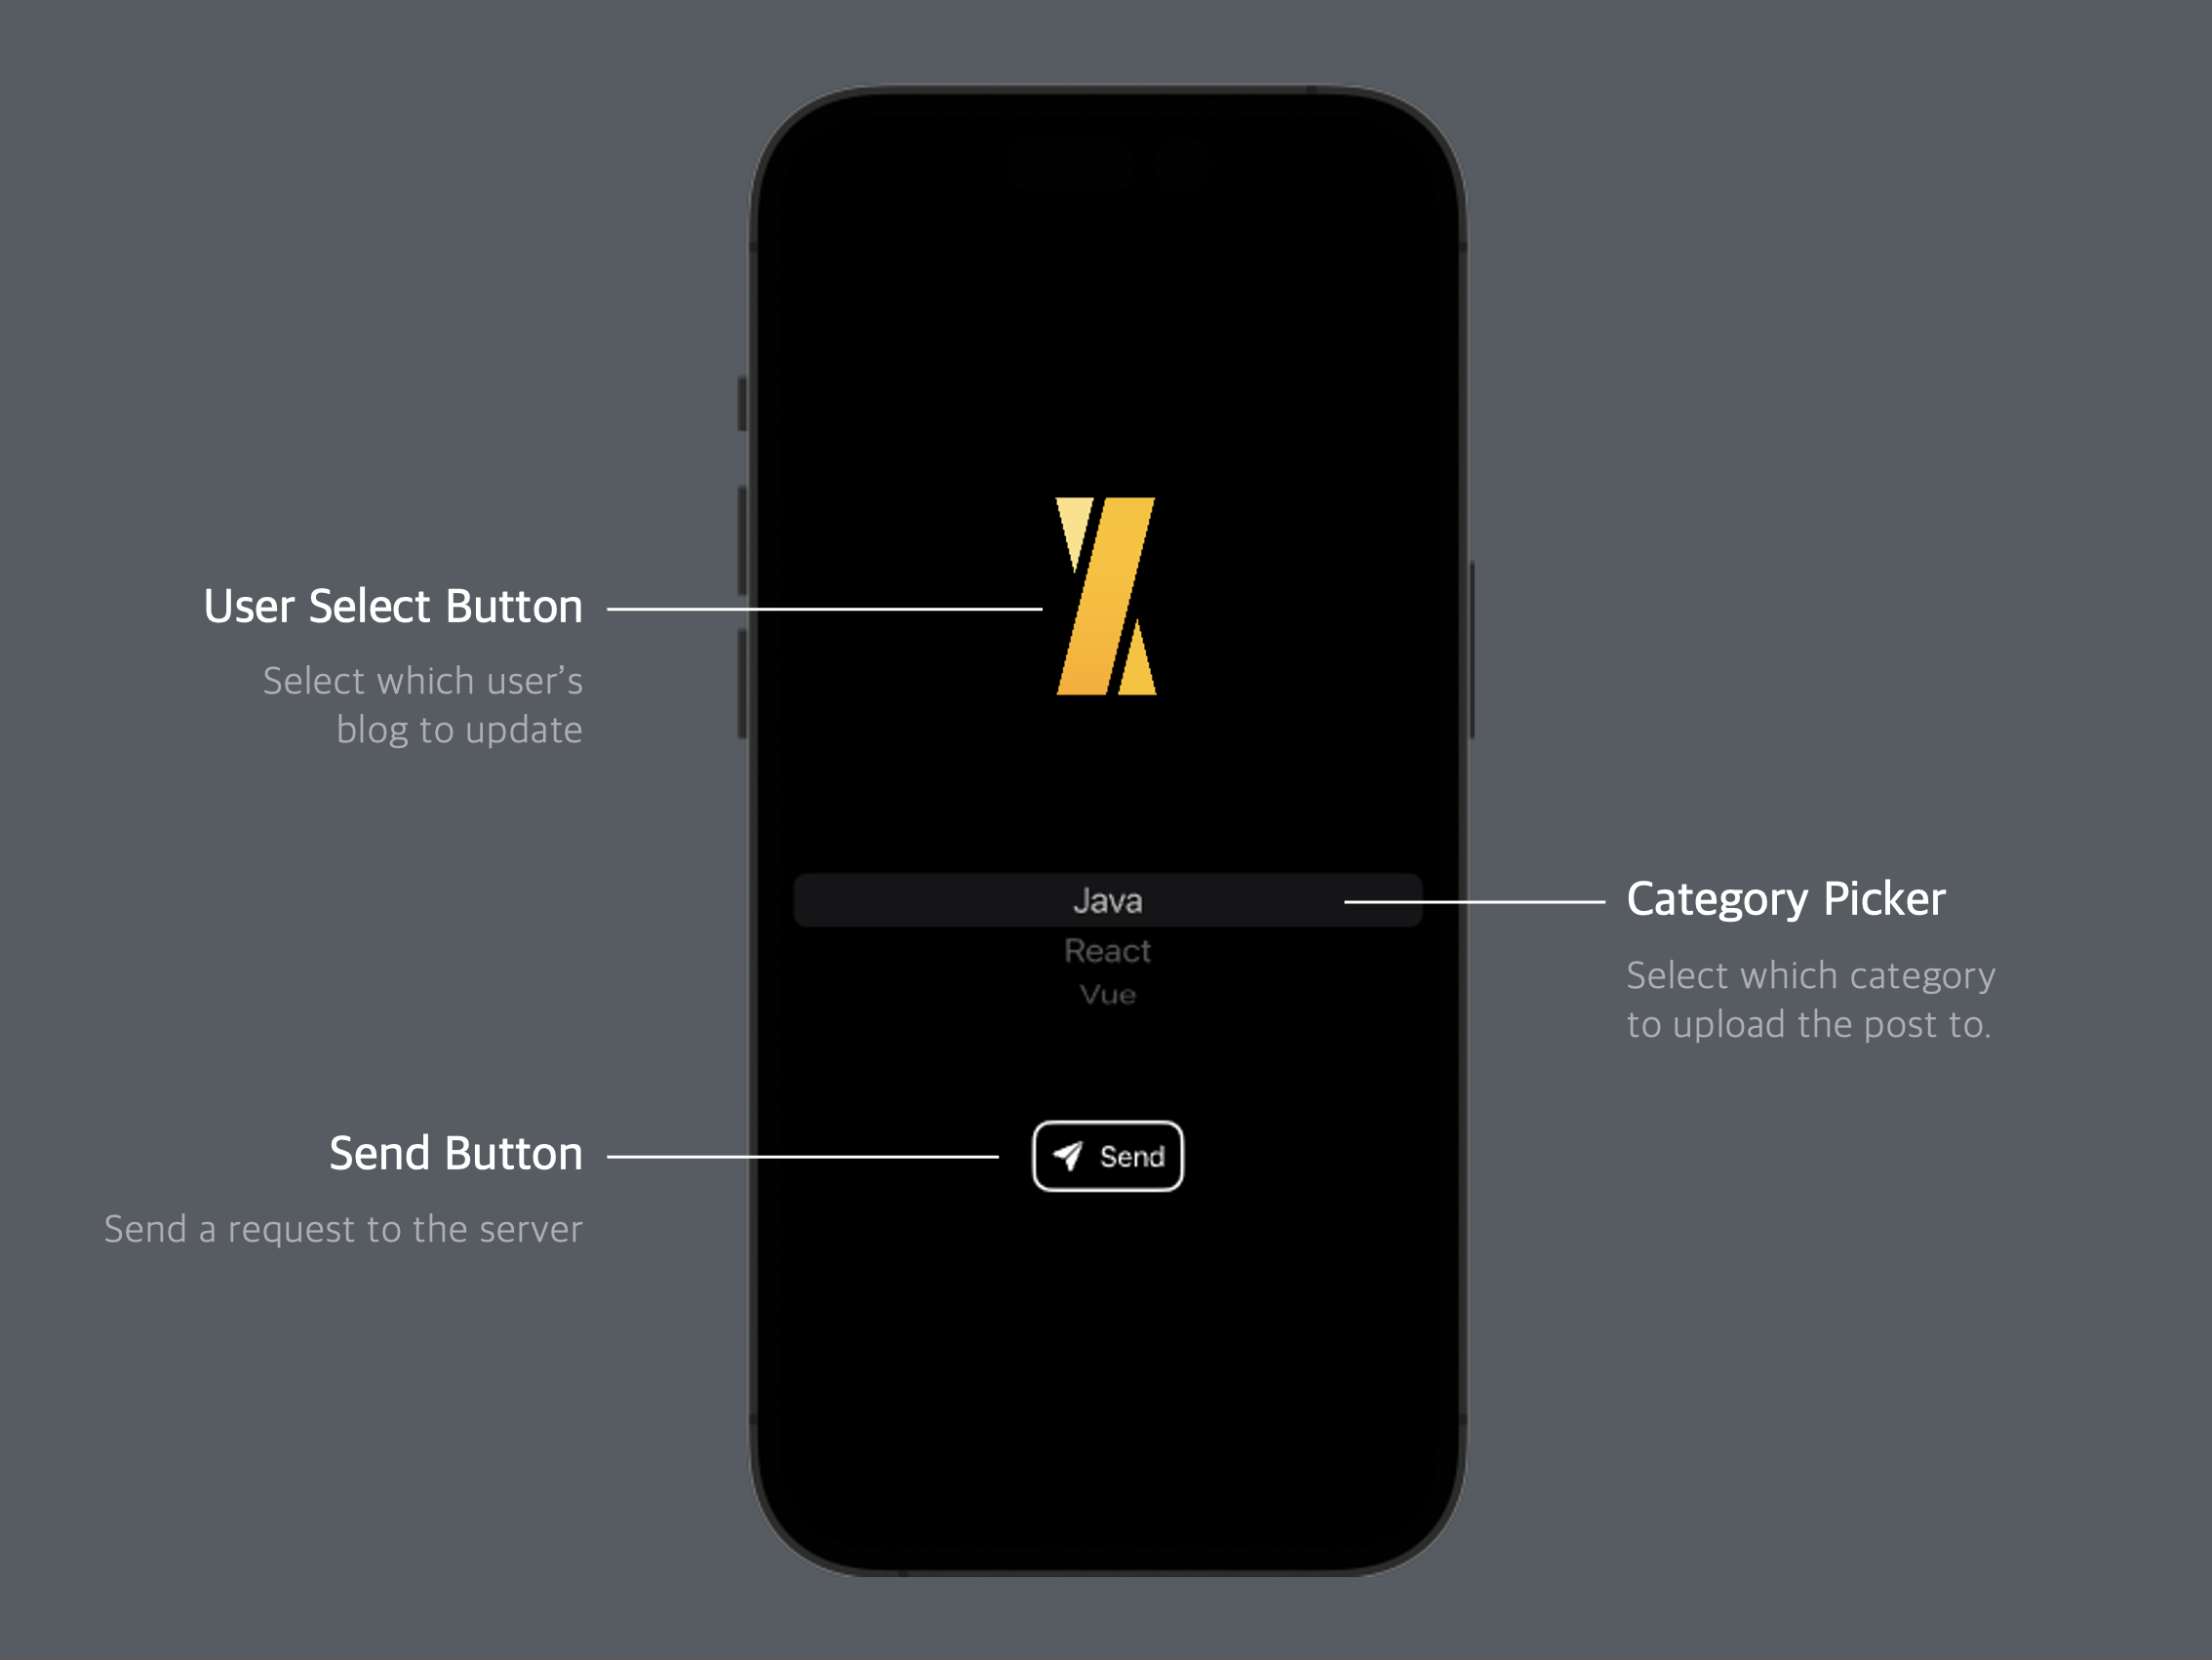 User Select Button
Select which user's
blog to update
Java
React
Vue
Category Picker
Select which category
to upload the post to.
Send Button
Send a request to the server
Send